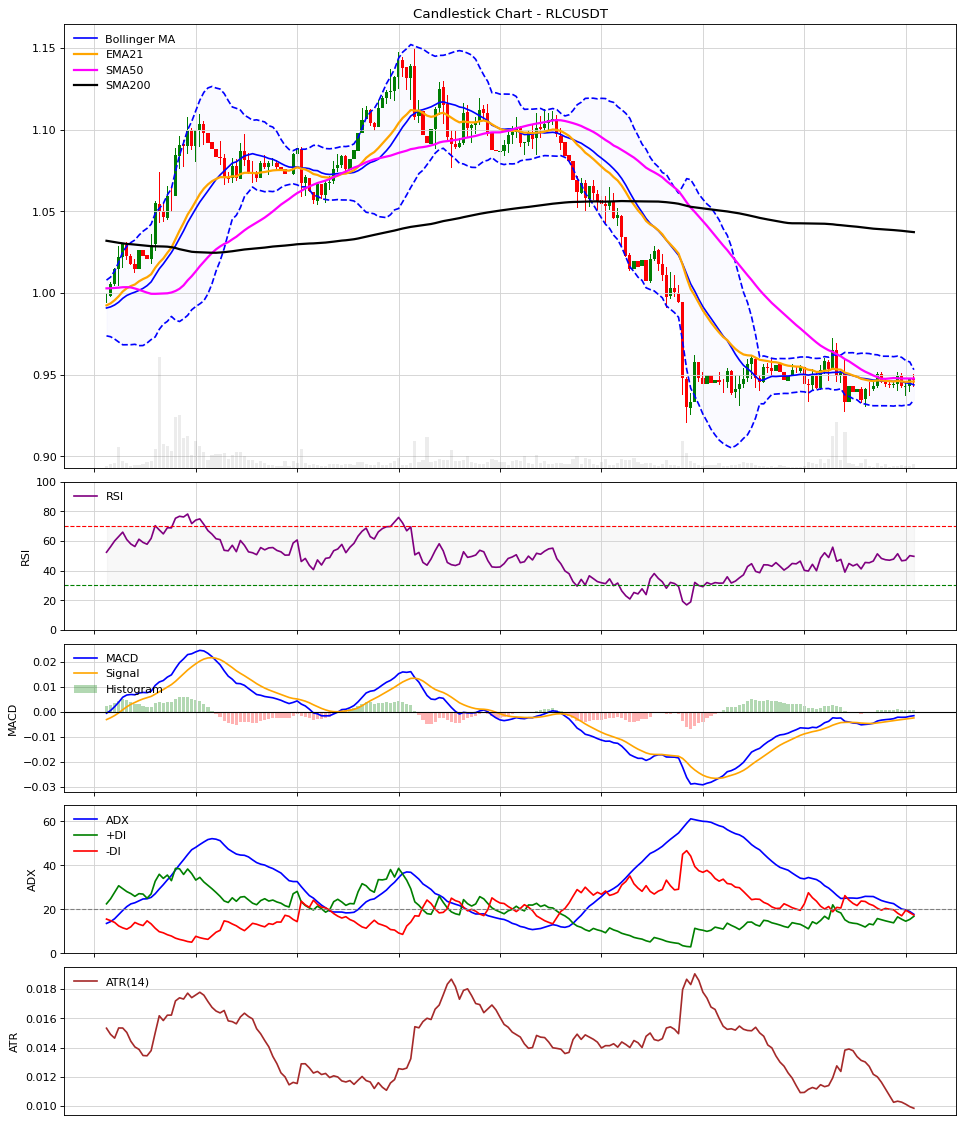 Candlestick Chart - RLCUSDT
Bollinger MA
EMA21
SMA50
SMA200
1.15
1.10
1.05
1.00
0.95
0.90
RSI
RSI
100
80
60
40
20
0
MACD
Signal
Histogram
MACD
0.02
0.01
0.00
−0.01
−0.02
−0.03
ADX
+DI
-DI
ADX
60
40
20
0
ATR(14)
ATR
0.018
0.016
0.014
0.012
0.010